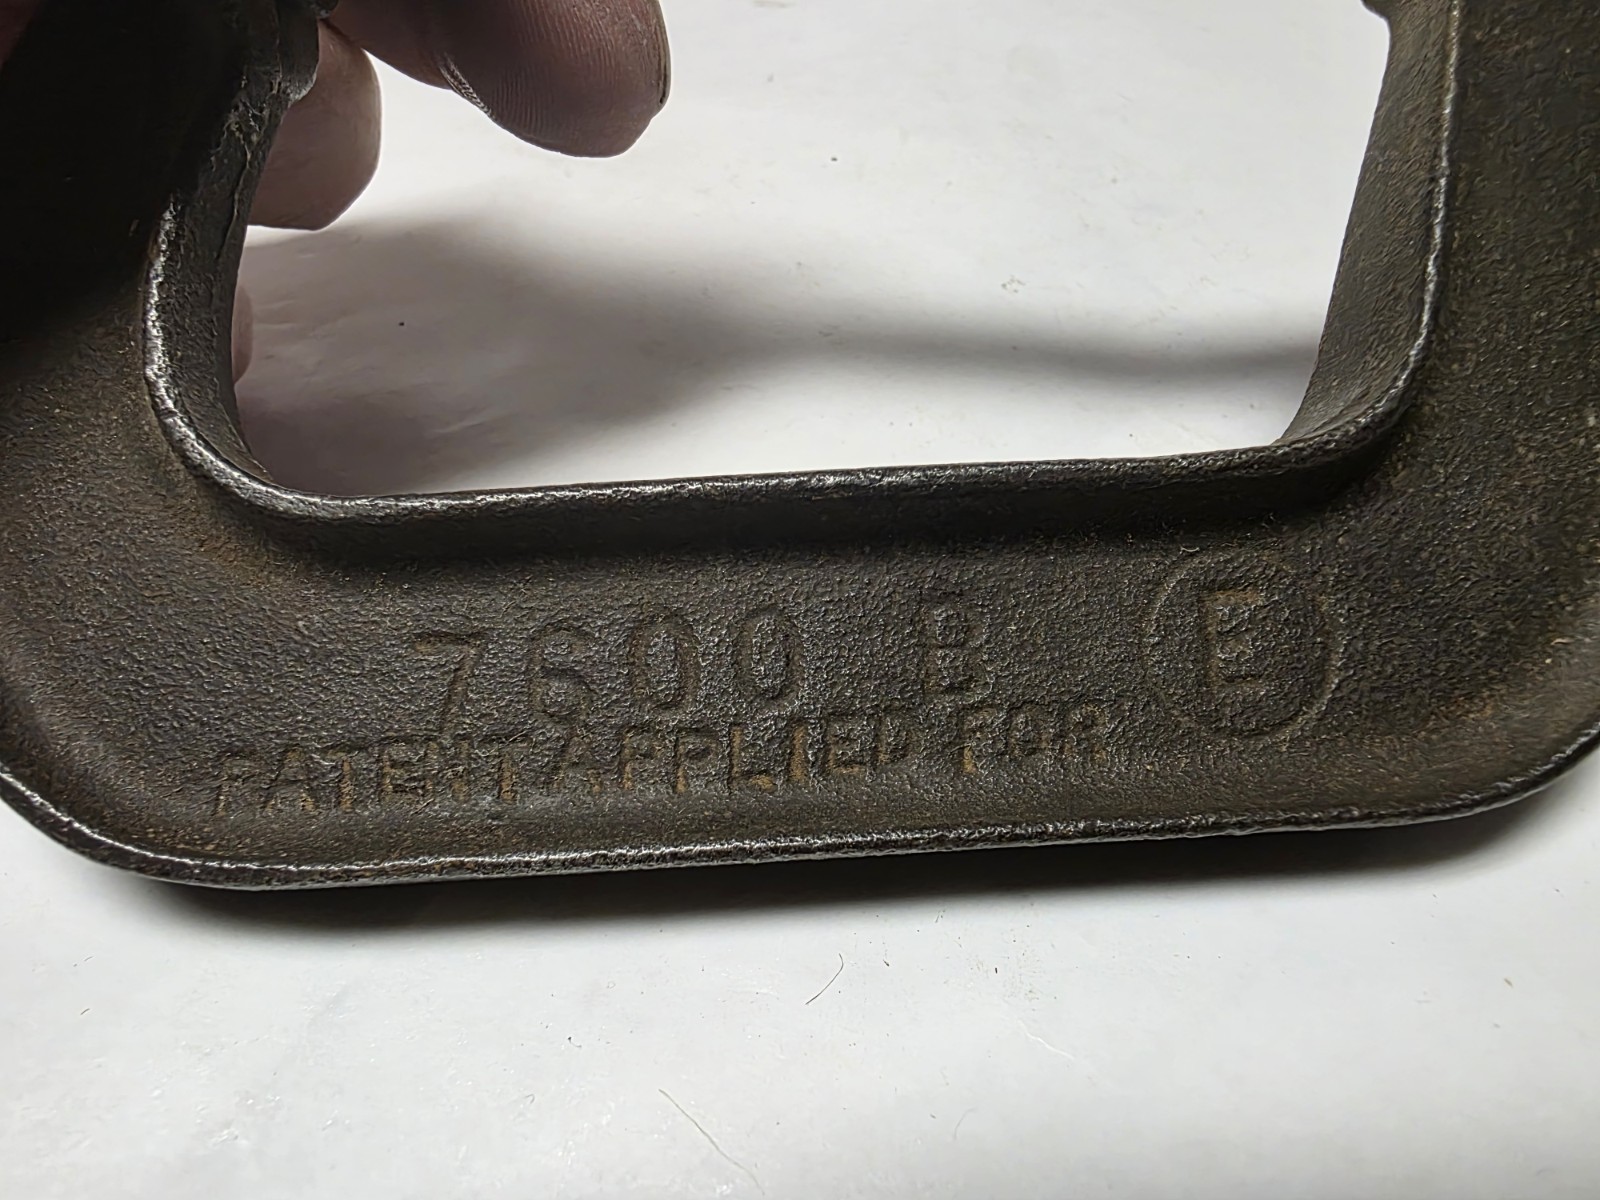 7600 B E
PATENT APPLIED FOR